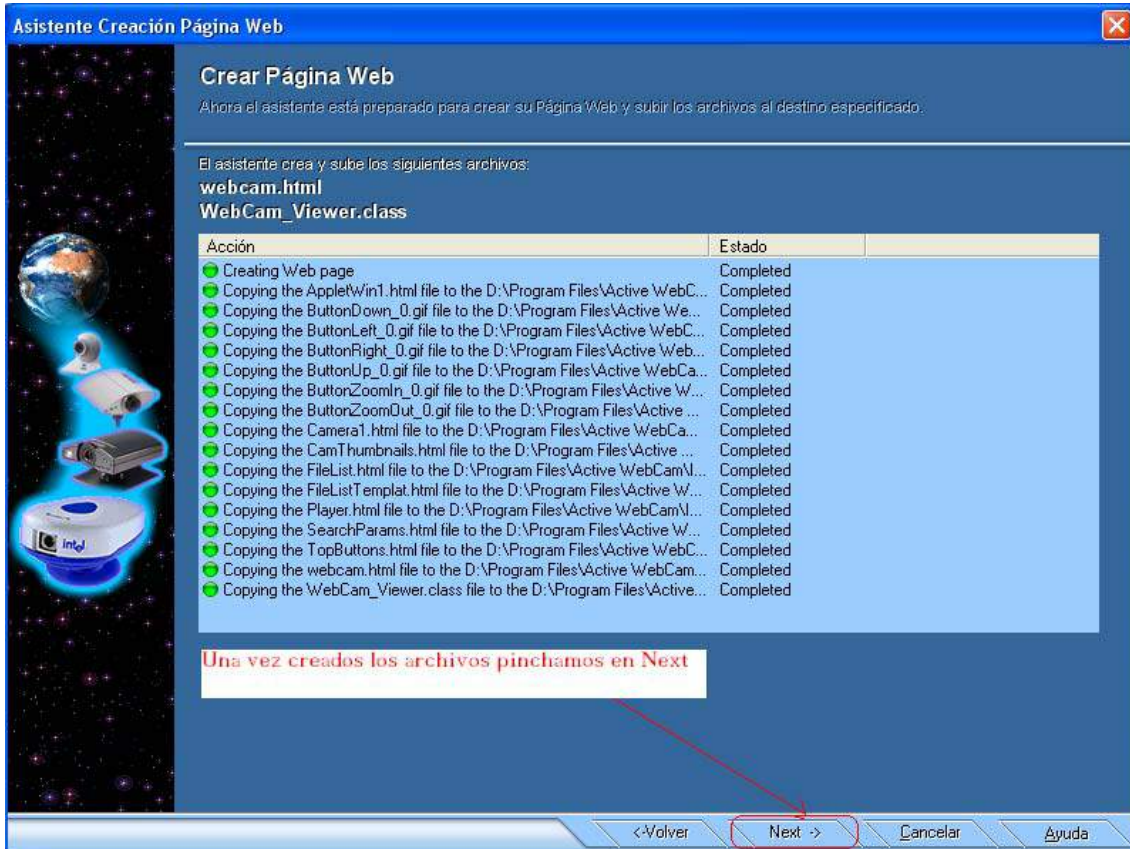 Asistente Creación Página Web
Crear Página Web
Ahora el asistente está preparado para crear su Página Web y subir los archivos al destino especificado.
El asistente crea y sube los siguientes archivos:
webcam.html
WebCam_Viewer.class
Acción Estado
Creating Web page Completed
Copying the AppletWin1.html file to the D:\Program Files\Active WebC... Completed
Copying the ButtonDown_0.gif file to the D:\Program Files\Active We... Completed
Copying the ButtonLeft_0.gif file to the D:\Program Files\Active WebC... Completed
Copying the ButtonRight_0.gif file to the D:\Program Files\Active Web... Completed
Copying the ButtonUp_0.gif file to the D:\Program Files\Active WebCa... Completed
Copying the ButtonZoomIn_0.gif file to the D:\Program Files\Active W... Completed
Copying the ButtonZoomOut_0.gif file to the D:\Program Files\Active ... Completed
Copying the Camera1.html file to the D:\Program Files\Active WebCa... Completed
Copying the CamThumbnails.html file to the D:\Program Files\Active ... Completed
Copying the FileList.html file to the D:\Program Files\Active WebCam\I... Completed
Copying the FileListTemplat.html file to the D:\Program Files\Active W... Completed
Copying the Player.html file to the D:\Program Files\Active WebCam\I... Completed
Copying the SearchParams.html file to the D:\Program Files\Active W... Completed
Copying the TopButtons.html file to the D:\Program Files\Active WebC... Completed
Copying the webcam.html file to the D:\Program Files\Active WebCam... Completed
Copying the WebCam_Viewer.class file to the D:\Program Files\Active... Completed
intel
Una vez creados los archivos pinchamos en Next
<-Volver Next -> Cancelar Ayuda